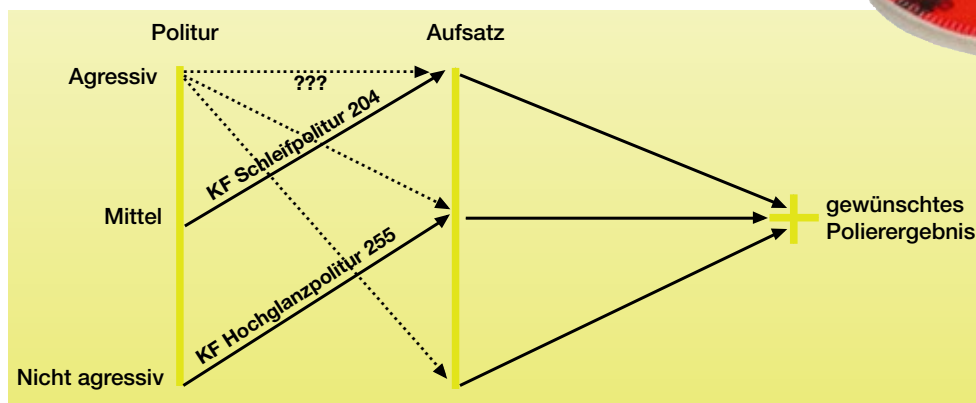 Politur
Aufsatz
Agressiv
???
KF Schleifpolitur 204
Mittel
gewünschtes
Polierergebnis
KF Hochglanzpolitur 255
Nicht agressiv